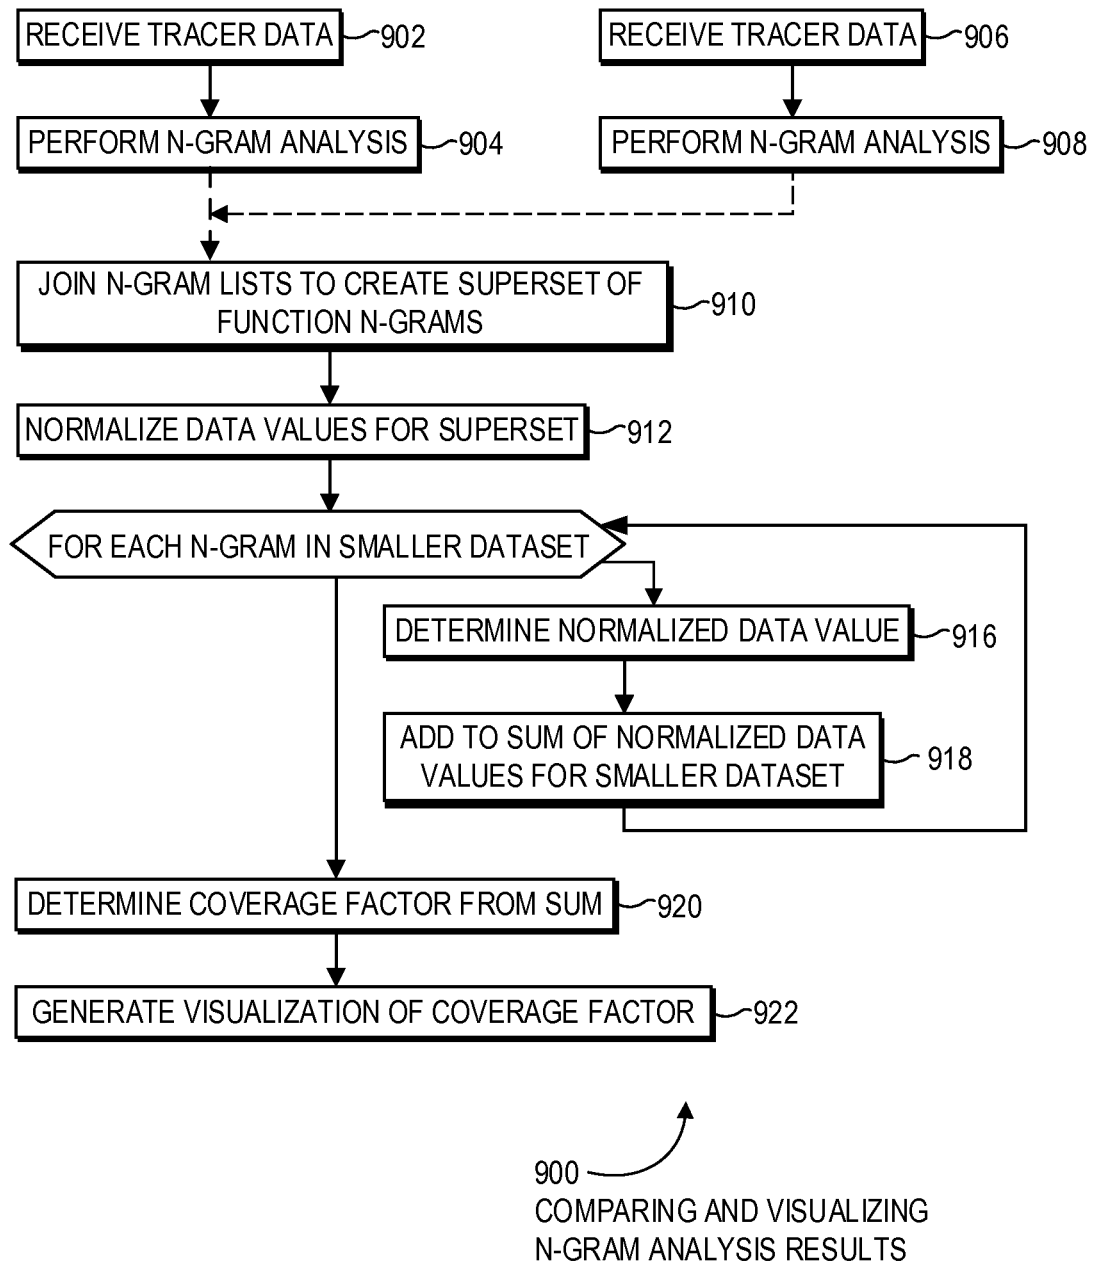 RECEIVE TRACER DATA 902
RECEIVE TRACER DATA 906
PERFORM N-GRAM ANALYSIS 904
PERFORM N-GRAM ANALYSIS 908
JOIN N-GRAM LISTS TO CREATE SUPERSET OF
FUNCTION N-GRAMS
910
NORMALIZE DATA VALUES FOR SUPERSET 912
FOR EACH N-GRAM IN SMALLER DATASET
DETERMINE NORMALIZED DATA VALUE 916
ADD TO SUM OF NORMALIZED DATA
VALUES FOR SMALLER DATASET
918
DETERMINE COVERAGE FACTOR FROM SUM 920
GENERATE VISUALIZATION OF COVERAGE FACTOR 922
900
COMPARING AND VISUALIZING
N-GRAM ANALYSIS RESULTS